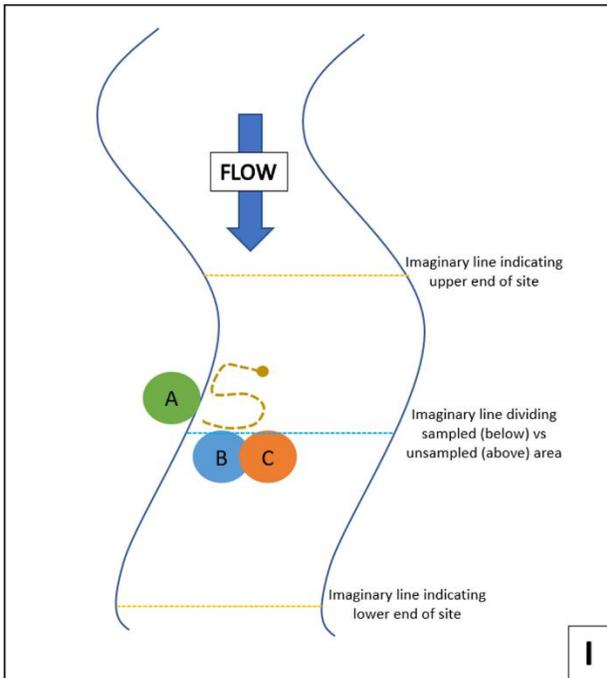 FLOW
Imaginary line indicating
upper end of site
A
Imaginary line dividing
sampled (below) vs
unsampled (above) area
B
C
Imaginary line indicating
lower end of site
I